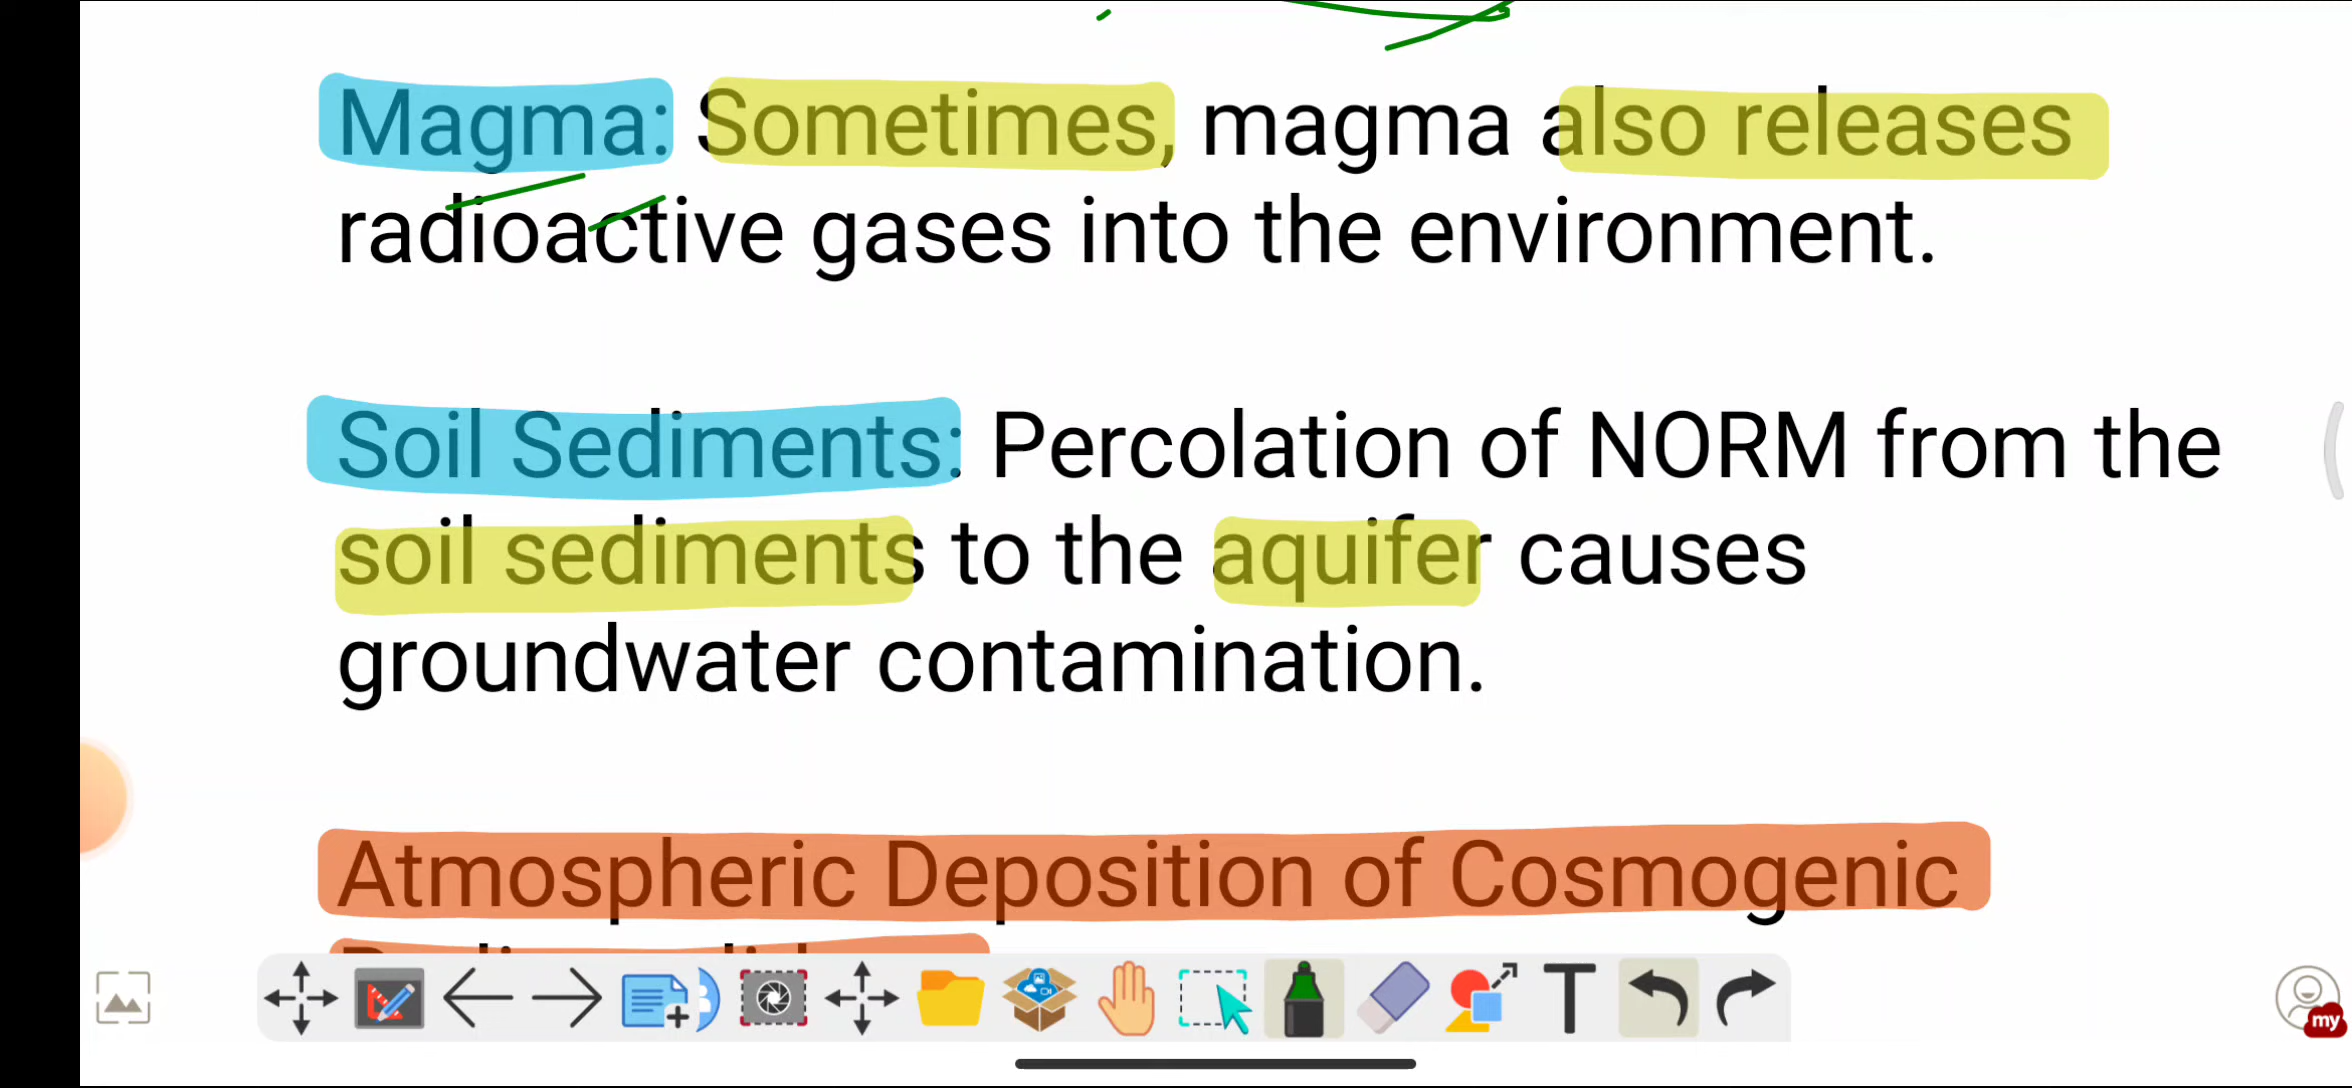 Magma: Sometimes, magma also releases
radioactive gases into the environment.
Soil Sediments: Percolation of NORM from the
soil sediments to the aquifer causes
groundwater contamination.
Atmospheric Deposition of Cosmogenic
T
my